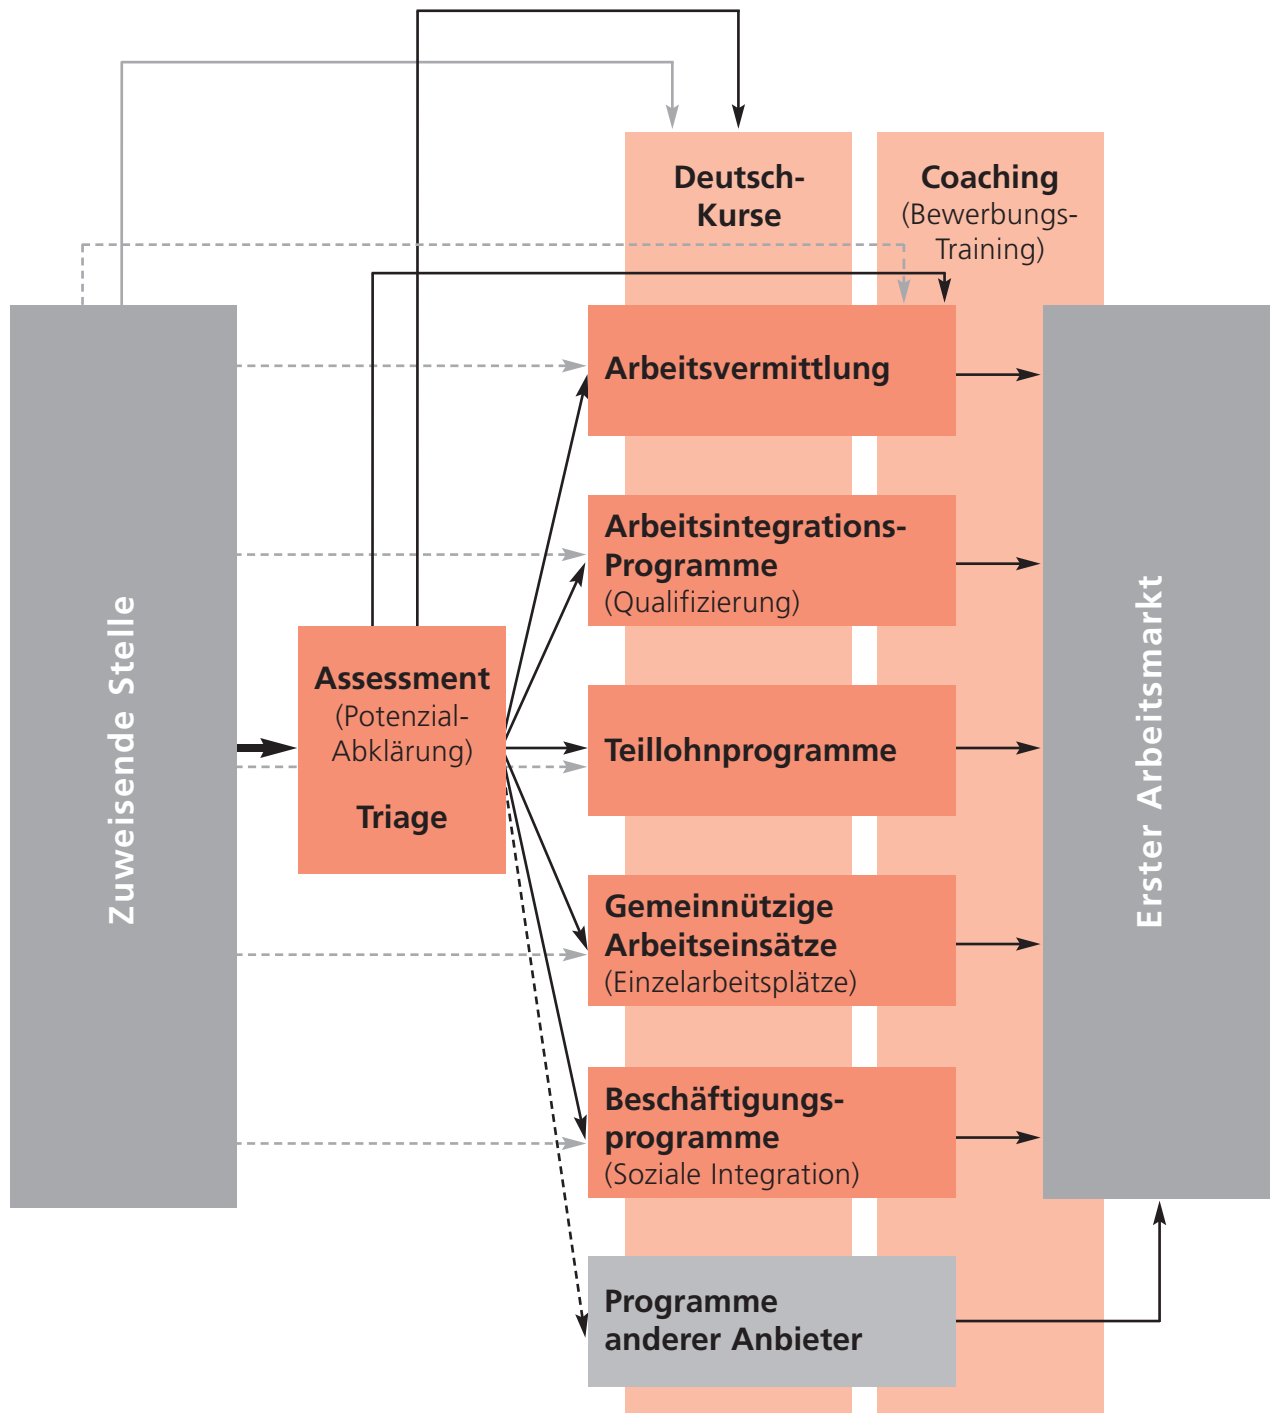 Deutsch-
Kurse
Coaching
(Bewerbungs-
Training)
Zuweisende Stelle
Assessment
(Potenzial-
Abklärung)
Triage
Arbeitsvermittlung
Arbeitsintegrations-
Programme
(Qualifizierung)
Teillohnprogramme
Gemeinnützige
Arbeitseinsätze
(Einzelarbeitsplätze)
Beschäftigungs-
programme
(Soziale Integration)
Programme
anderer Anbieter
Erster Arbeitsmarkt